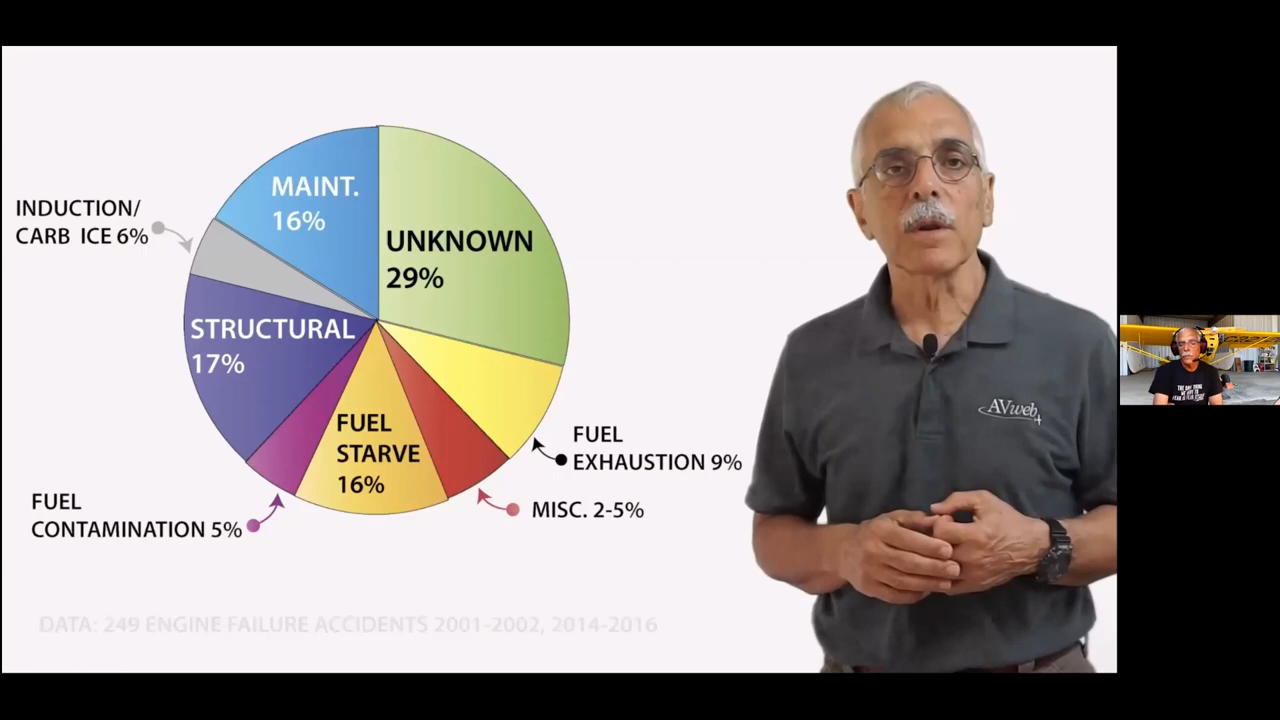 MAINT.
16%
INDUCTION/
CARB ICE 6%
UNKNOWN
29%
STRUCTURAL
17%
FUEL
STARVE
16%
FUEL
EXHAUSTION 9%
MISC. 2-5%
FUEL
CONTAMINATION 5%
DATA: 249 ENGINE FAILURE ACCIDENTS 2001-2002, 2014-2016
AVweb